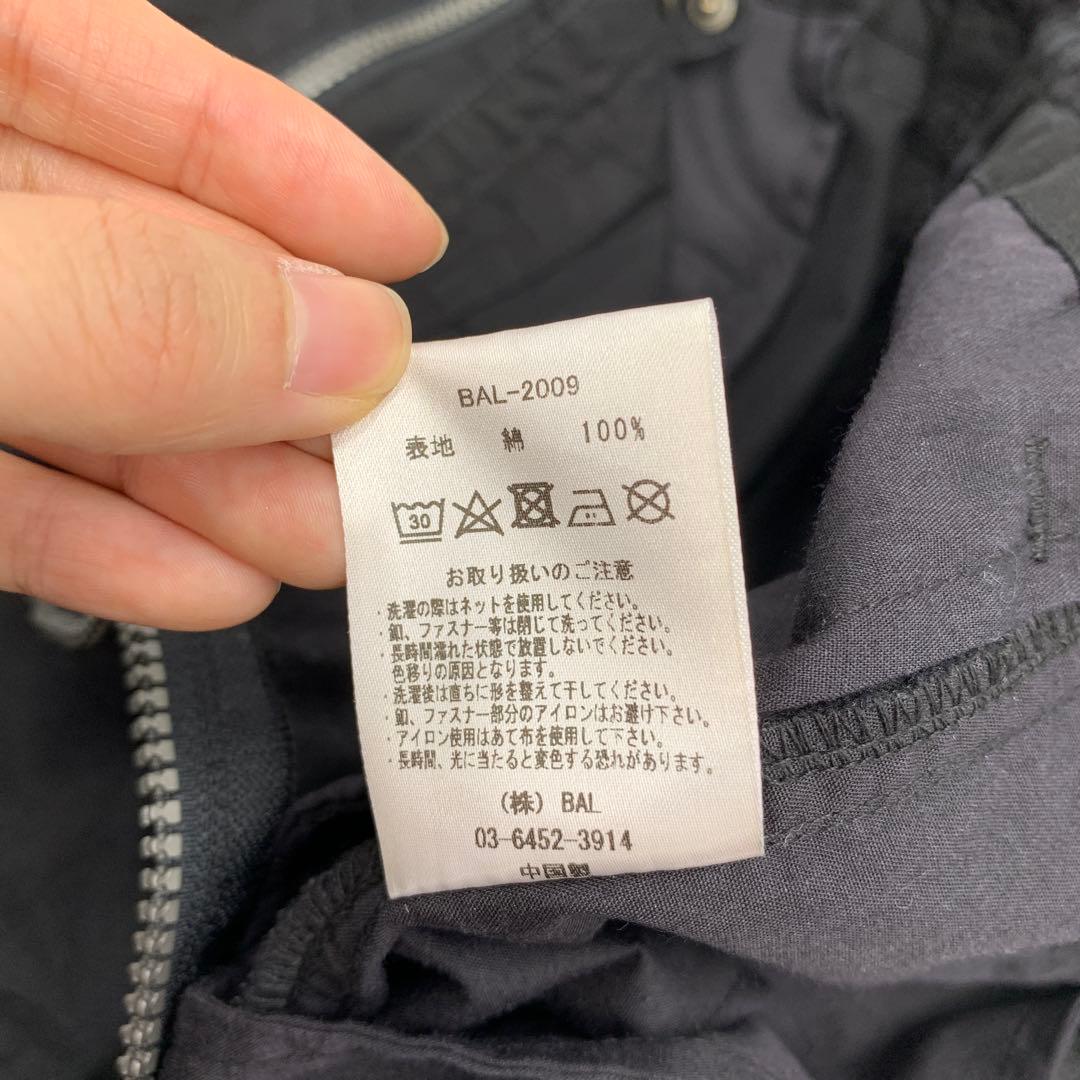 BAL-2009
表地 綿 100%
30
お取り扱いのご注意
・洗濯の際はネットを使用してください。
・釦、ファスナー等は閉じて洗ってください。
・長時間濡れた状態で放置しないでください。
色移りの原因となります。
・洗濯後は直ちに形を整えて干してください。
・釦、ファスナー部分のアイロンはお避け下さい。
・アイロン使用はあて布を使用して下さい。
・長時間、光に当たると変色する恐れがあります。
(株) BAL
03-6452-3914
中国製